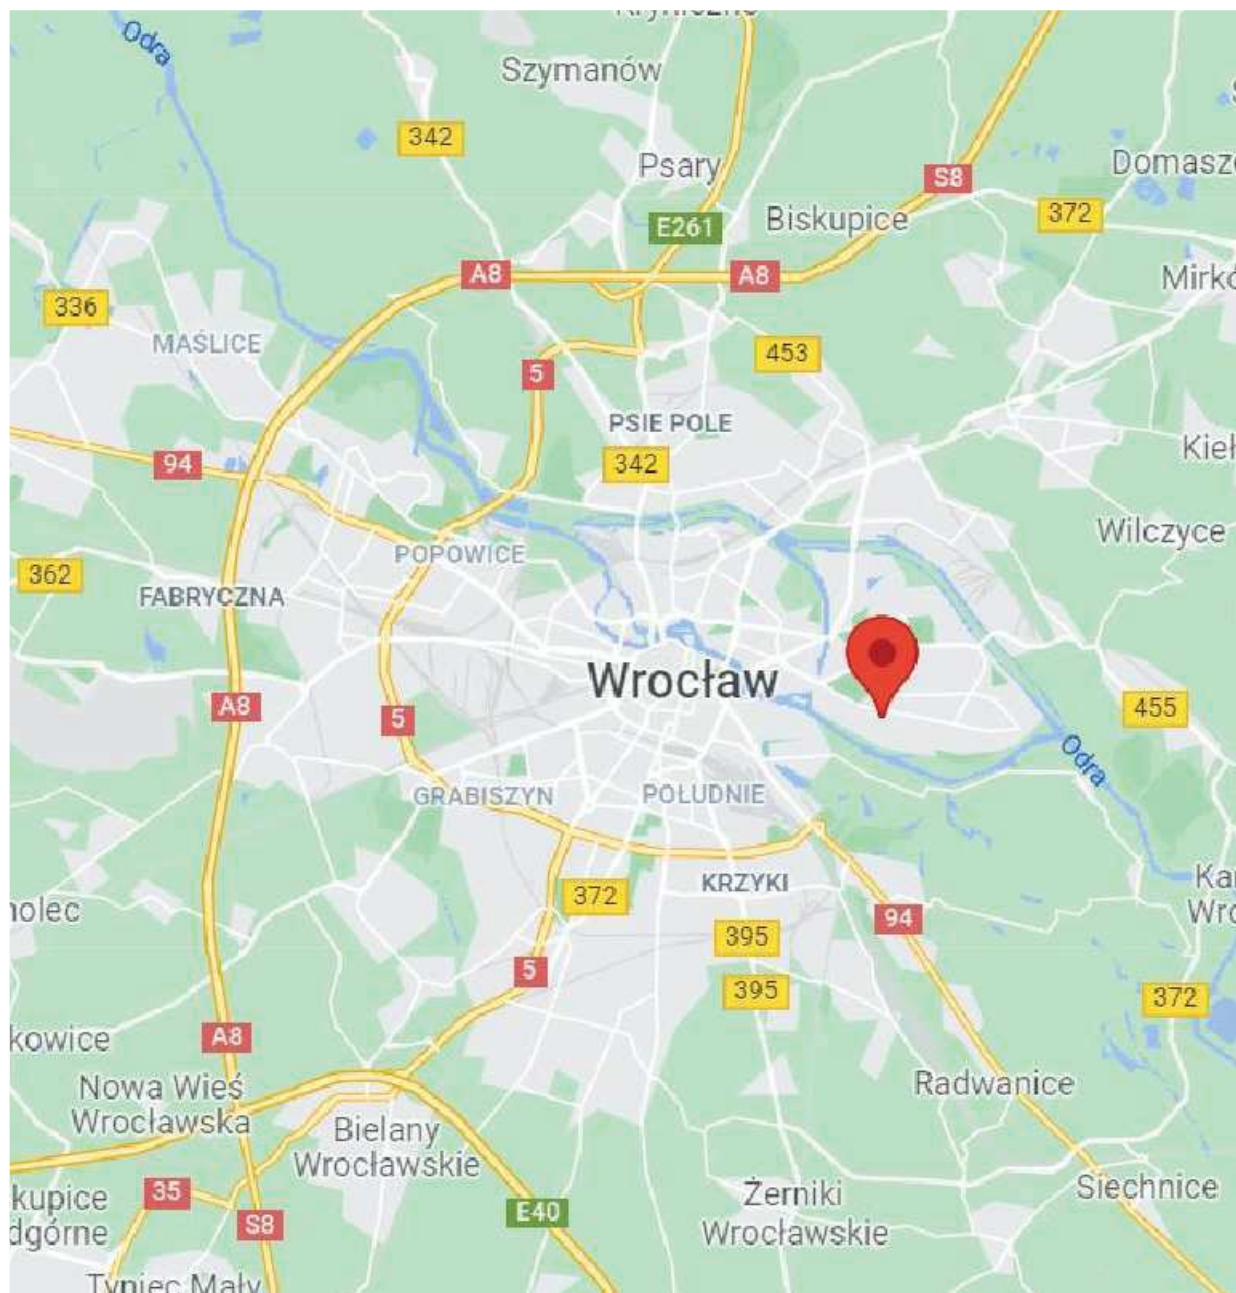 Odra
Szymanów
342
Psary
S8
Domasz
372
E261
Biskupice
A8
A8
Mirkó
336
MAŚLICE
453
5
PSIE POLE
94
342
Kieł
Wilczyce
POPOWICE
362
FABRYCZNA
Wrocław
A8
5
455
Odra
GRABISZYN
POŁUDNIE
KRZYKI
372
Ka
Wro
olec
94
395
5
395
372
A8
kowice
Nowa Wieś
Wrocławska
Radwanice
Bielany
Wrocławskie
35
Siechnice
kupice
dgórne
E40
Żerniki
Wrocławskie
S8
Tyniec Mały